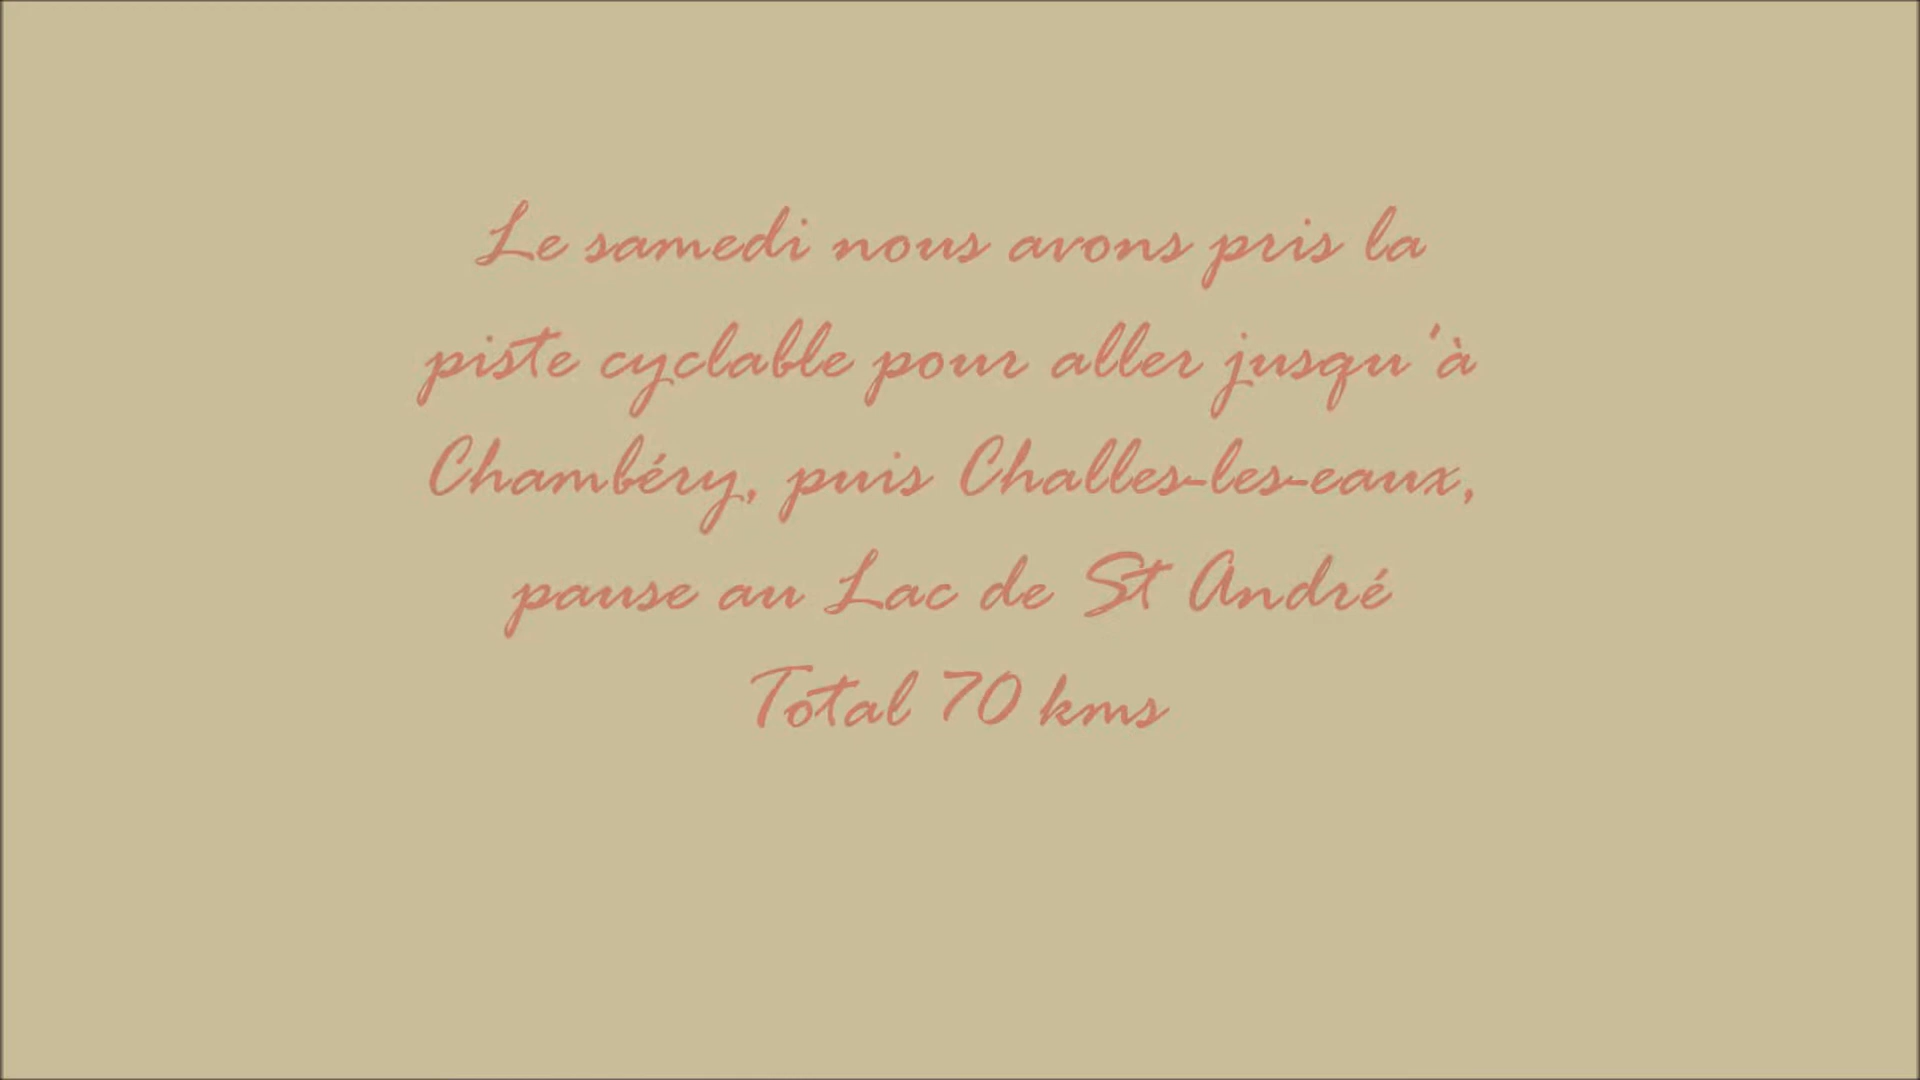 Le samedi nous avons pris la
piste cyclable pour aller jusqu'à
Chambéry, puis Challes-les-eaux,
pause au Lac de St André
Total 70 kms